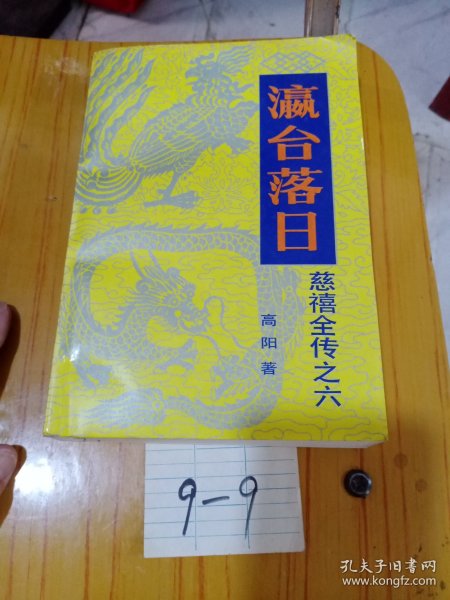 瀛台落日
慈禧全传之六
高阳著
9-9
孔夫子旧书网
www.kongfz.com